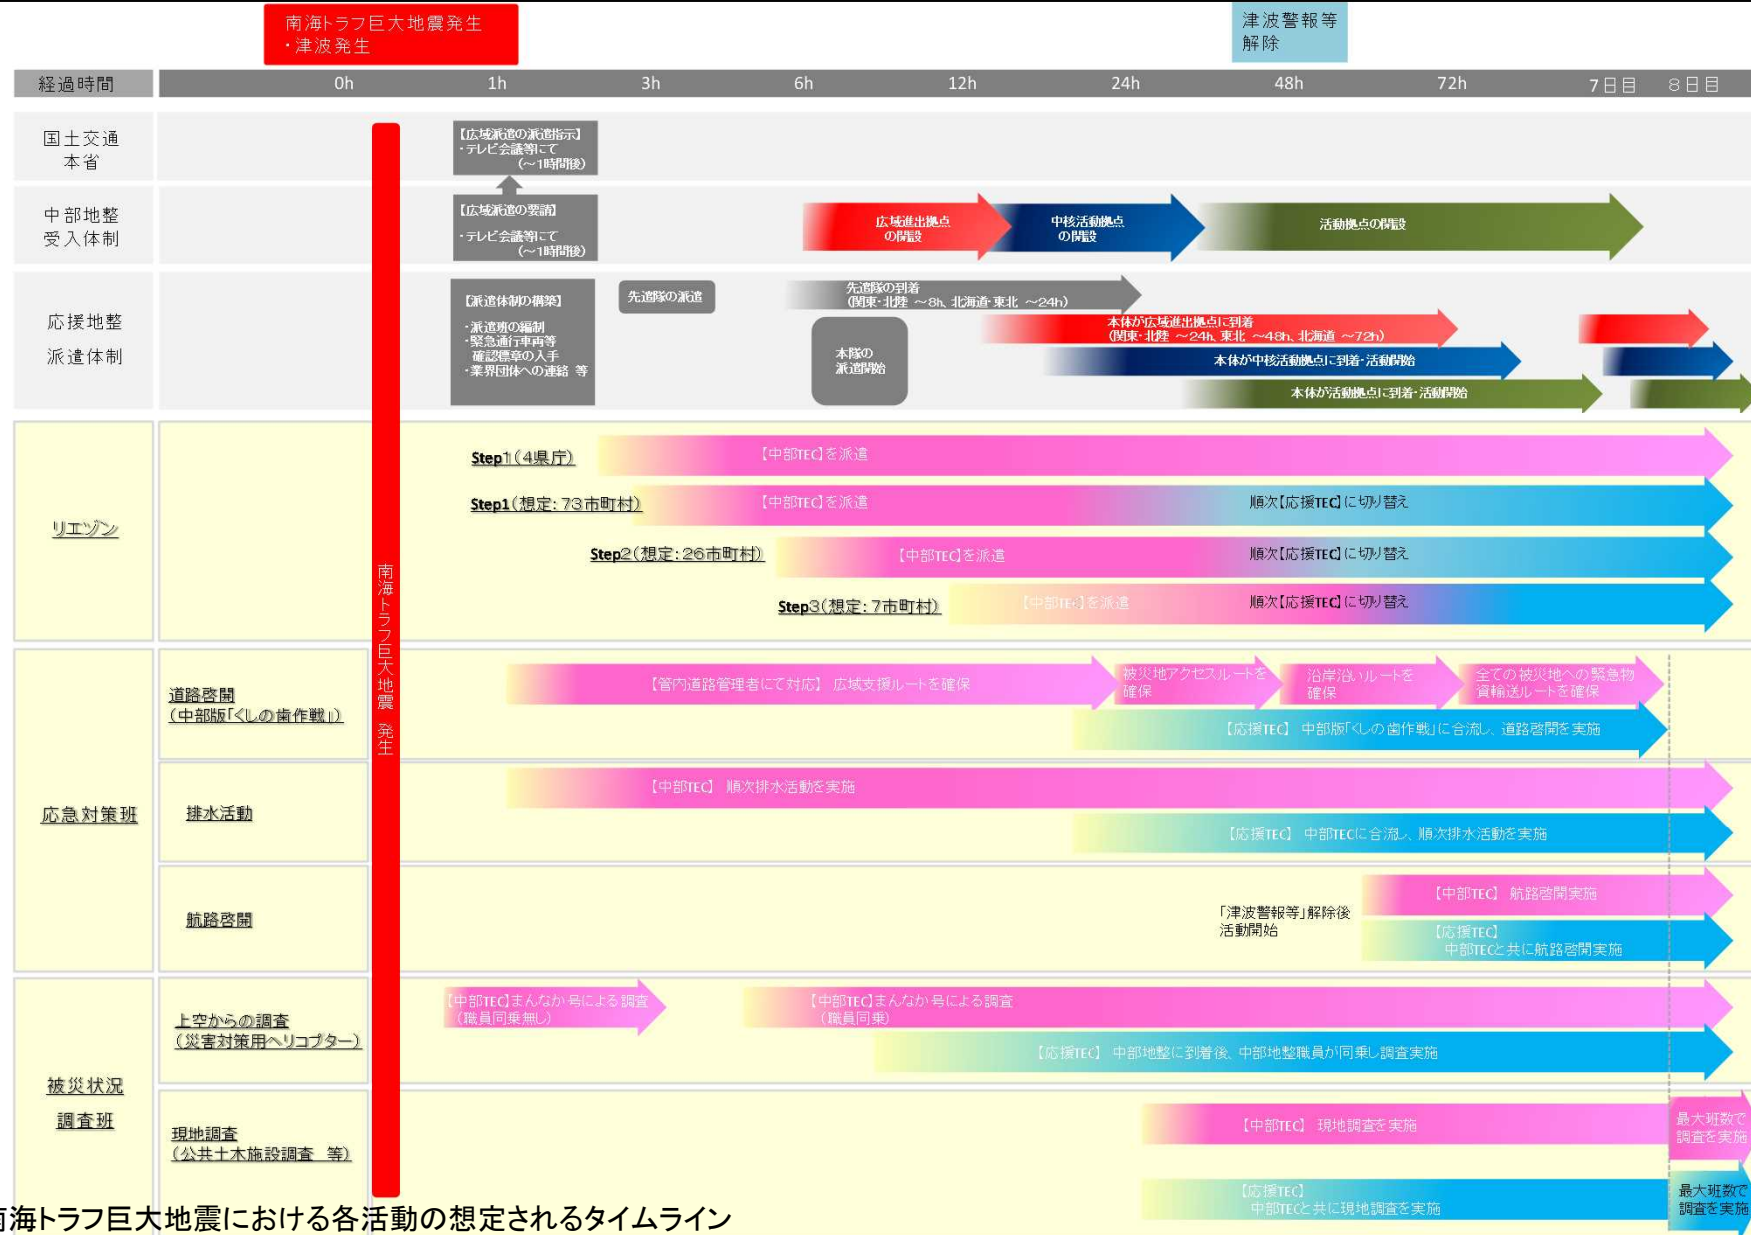 南海トラフ巨大地震発生
・津波発生
津波警報等
解除
経過時間
0h
1h
3h
6h
12h
24h
48h
72h
7日目
8日目
国土交通
本省
【広域派遣の派遣指示】
・テレビ会議等にて
(～1時間後)
中部地整
受入体制
【広域派遣の要請】
・テレビ会議等にて
(～1時間後)
広域進出拠点
の開設
中核活動拠点
の開設
活動拠点の開設
応援地整
派遣体制
【派遣体制の構築】
・派遣班の編制
・緊急通行車両等
確認標章の入手
・業界団体への連絡 等
先遣隊の派遣
先遣隊の到着
(関東・北陸 ～8h、北海道・東北 ～24h)
本隊の
派遣開始
本体が広域進出拠点に到着
(関東・北陸 ～24h、東北 ～48h、北海道 ～72h)
本体が中核活動拠点に到着・活動開始
本体が活動拠点に到着・活動開始
リエゾン
Step1(4県庁)
【中部TEC】を派遣
Step1(想定:73市町村)
【中部TEC】を派遣
順次【応援TEC】に切り替え
Step2(想定:26市町村)
【中部TEC】を派遣
順次【応援TEC】に切り替え
Step3(想定:7市町村)
【中部TEC】を派遣
順次【応援TEC】に切り替え
南海トラフ巨大地震 発生
応急対策班
道路啓開
(中部版「くしの歯作戦」)
【管内道路管理者にて対応】 広域支援ルートを確保
被災地アクセスルートを
確保
沿岸沿いルートを
確保
全ての被災地への緊急物
資輸送ルートを確保
【応援TEC】 中部版「くしの歯作戦」に合流し、道路啓開を実施
排水活動
【中部TEC】 順次排水活動を実施
【応援TEC】 中部TECに合流し、順次排水活動を実施
航路啓開
「津波警報等」解除後
活動開始
【中部TEC】 航路啓開実施
【応援TEC】
中部TECと共に航路啓開実施
被災状況
調査班
上空からの調査
(災害対策用ヘリコプター)
【中部TEC】まんなか号による調査
(職員同乗無し)
【中部TEC】まんなか号による調査
(職員同乗)
【応援TEC】 中部地整に到着後、中部地整職員が同乗し調査実施
現地調査
(公共土木施設調査 等)
【中部TEC】 現地調査を実施
最大班数で
調査を実施
【応援TEC】
中部TECと共に現地調査を実施
最大班数で
調査を実施
南海トラフ巨大地震における各活動の想定されるタイムライン